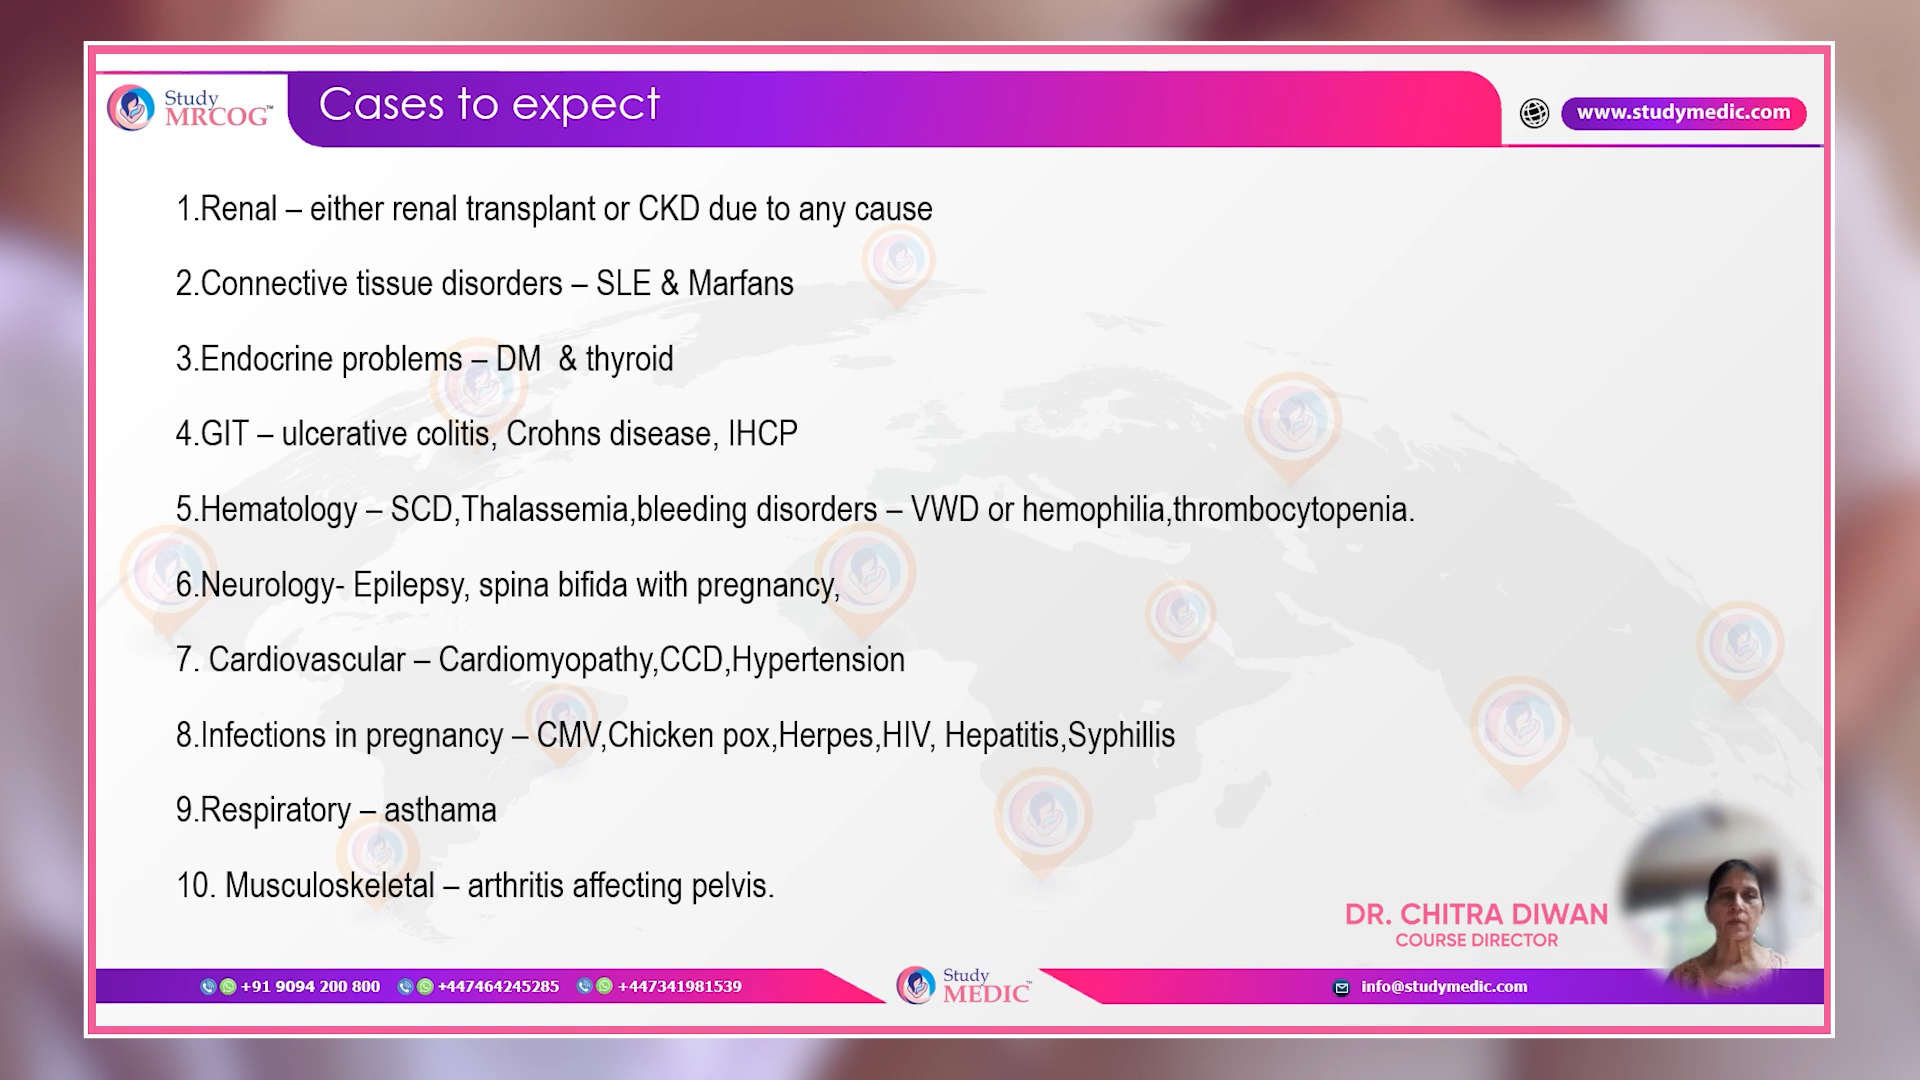 Study
MRCOG™
Cases to expect
www.studymedic.com
1.Renal – either renal transplant or CKD due to any cause
2.Connective tissue disorders – SLE & Marfans
3.Endocrine problems – DM  & thyroid
4.GIT – ulcerative colitis, Crohns disease, IHCP
5.Hematology – SCD,Thalassemia,bleeding disorders – VWD or hemophilia,thrombocytopenia.
6.Neurology- Epilepsy, spina bifida with pregnancy,
7. Cardiovascular – Cardiomyopathy,CCD,Hypertension
8.Infections in pregnancy – CMV,Chicken pox,Herpes,HIV, Hepatitis,Syphillis
9.Respiratory – asthama
10. Musculoskeletal – arthritis affecting pelvis.
DR. CHITRA DIWAN
COURSE DIRECTOR
+91 9094 200 800
+447464245285
+447341981539
Study
MEDIC™
info@studymedic.com